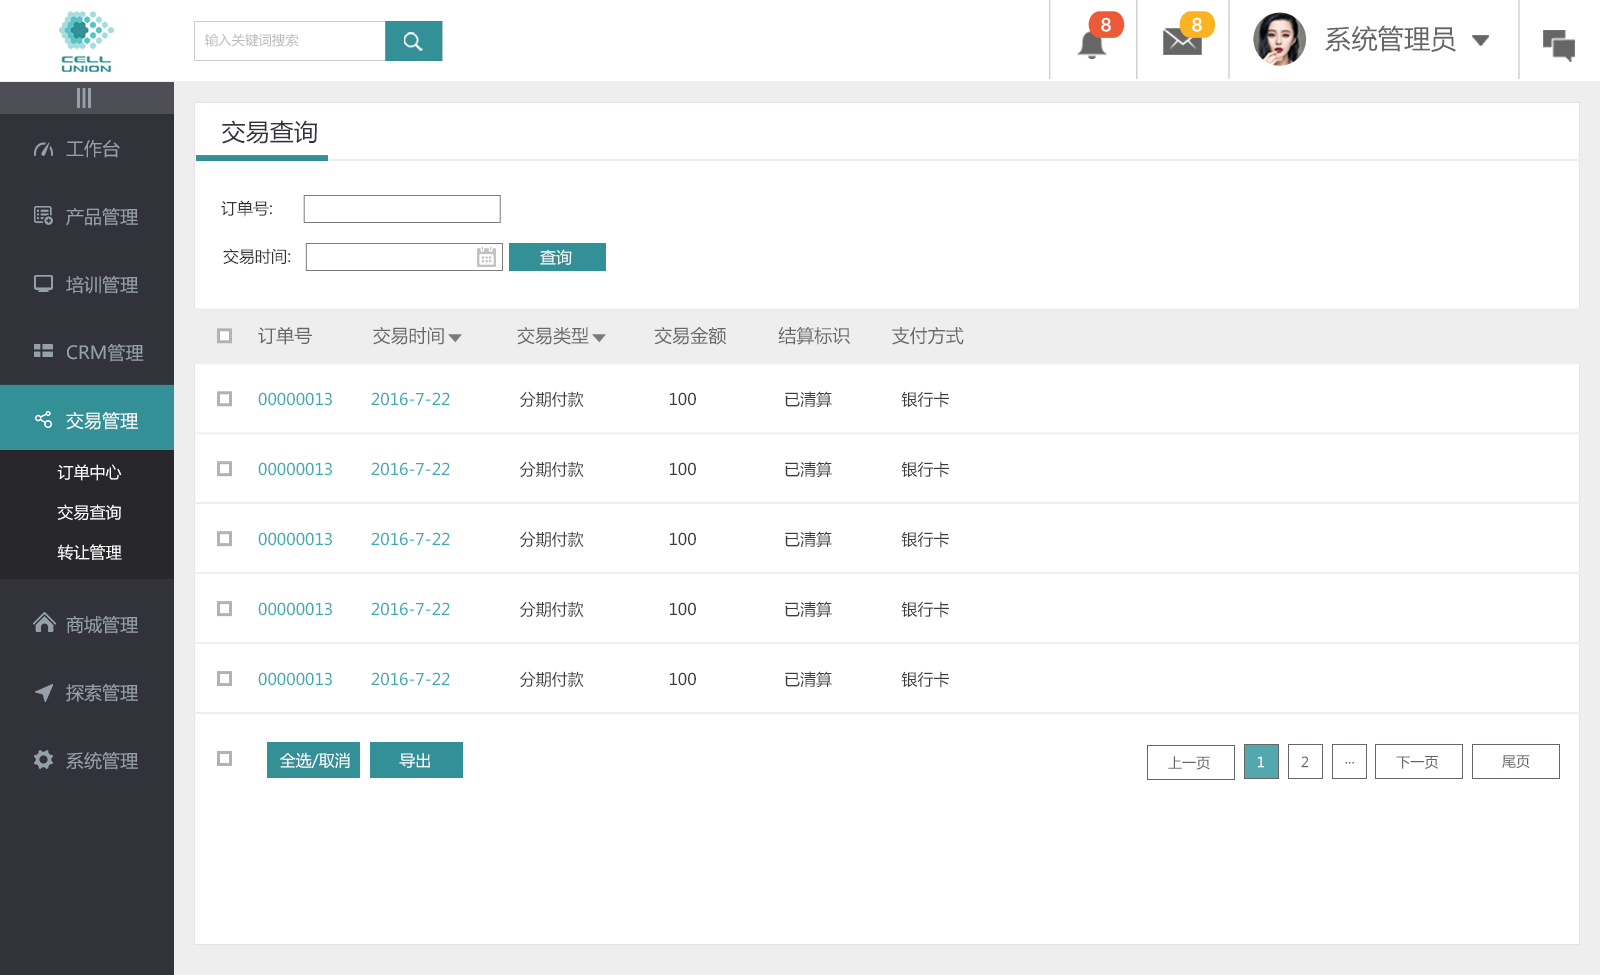 CELL
UNION
输入关键词搜索
8
8
系统管理员
工作台
产品管理
培训管理
CRM管理
交易管理
订单中心
交易查询
转让管理
商城管理
探索管理
系统管理
交易查询
订单号:
交易时间:
查询
订单号 交易时间 交易类型 交易金额 结算标识 支付方式
00000013 2016-7-22 分期付款 100 已清算 银行卡
00000013 2016-7-22 分期付款 100 已清算 银行卡
00000013 2016-7-22 分期付款 100 已清算 银行卡
00000013 2016-7-22 分期付款 100 已清算 银行卡
00000013 2016-7-22 分期付款 100 已清算 银行卡
全选/取消 导出 上一页 1 2 ... 下一页 尾页